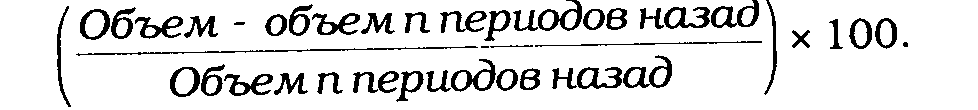 (Объем - объем n периодов назад
Объем n периодов назад) × 100.